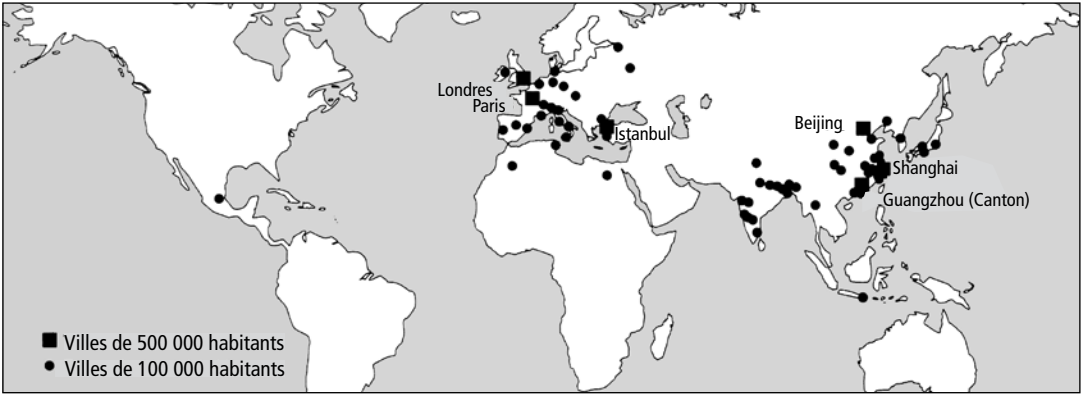 Londres
Paris
Istanbul
Beijing
Shanghai
Guangzhou (Canton)
Villes de 500 000 habitants
Villes de 100 000 habitants